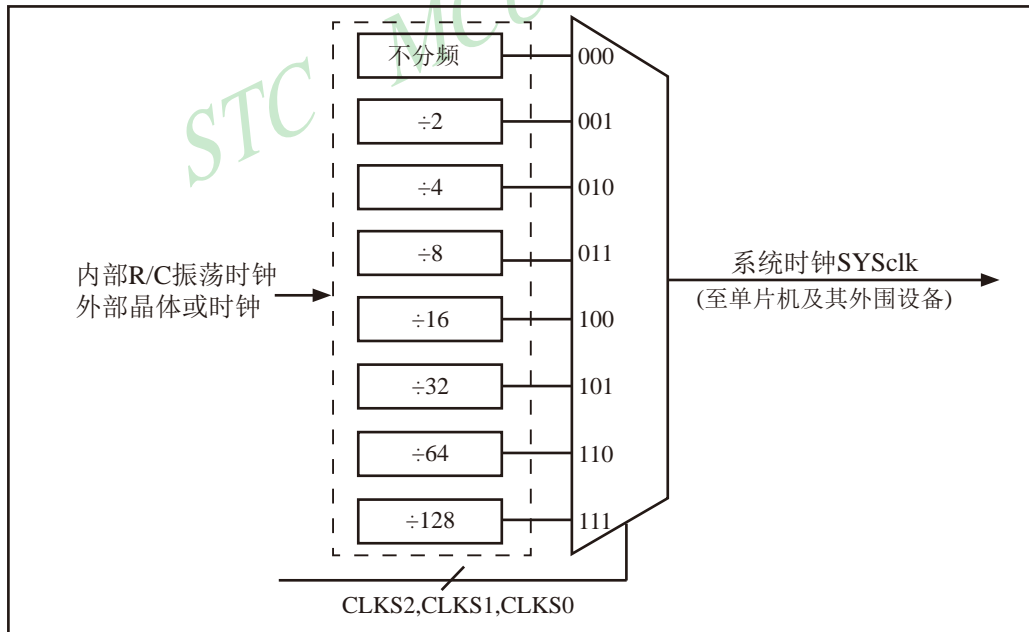 STC MCU
不分频
000
÷2
001
÷4
010
÷8
011
内部R/C振荡时钟
外部晶体或时钟
系统时钟SYSclk
(至单片机及其外围设备)
÷16
100
÷32
101
÷64
110
÷128
111
CLKS2,CLKS1,CLKS0